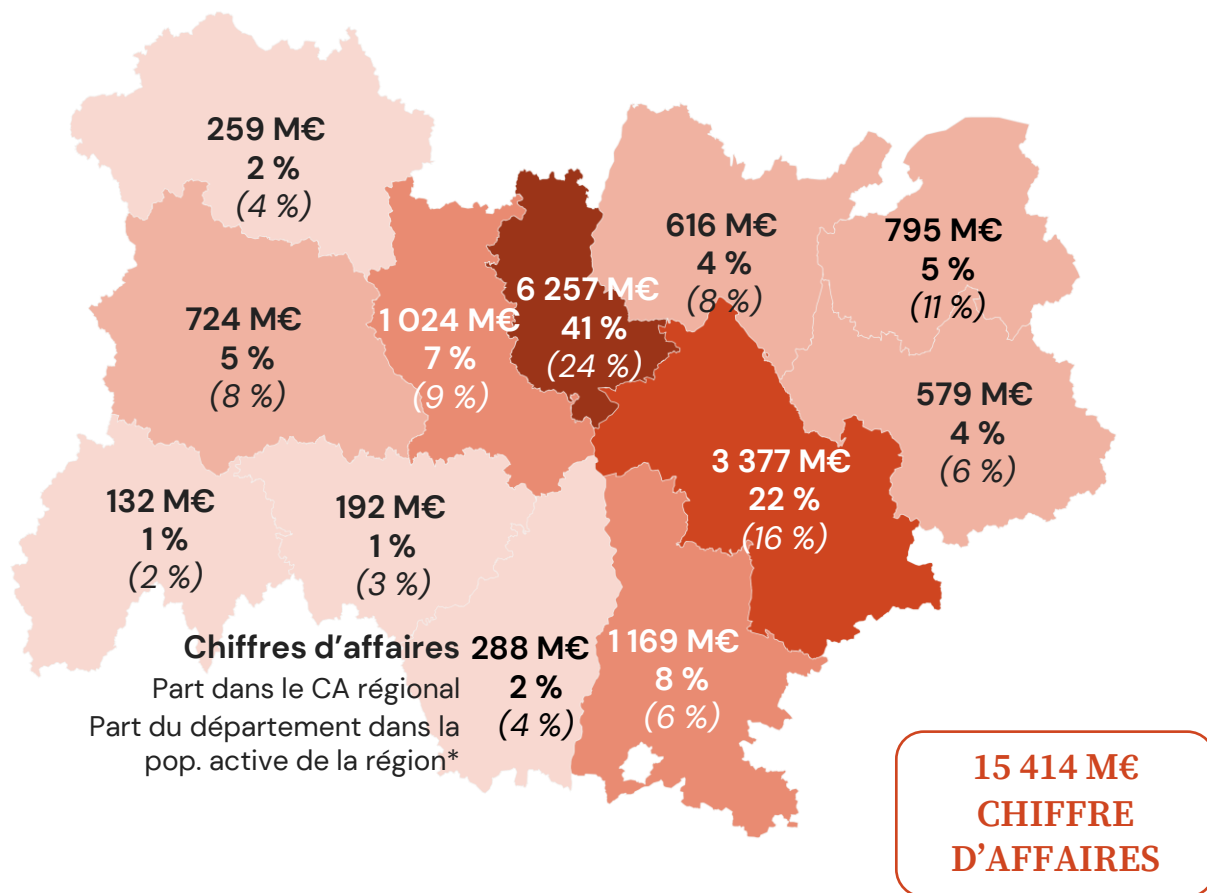 259 M€
2 %
(4 %)
616 M€
4 %
(8 %)
795 M€
5 %
(11 %)
6 257 M€
41 %
(24 %)
724 M€
5 %
(8 %)
1 024 M€
7 %
(9 %)
579 M€
4 %
(6 %)
3 377 M€
22 %
(16 %)
132 M€
1 %
(2 %)
192 M€
1 %
(3 %)
288 M€
2 %
(4 %)
1 169 M€
8 %
(6 %)
Chiffres d’affaires
Part dans le CA régional
Part du département dans la
pop. active de la région*
15 414 M€
CHIFFRE
D’AFFAIRES